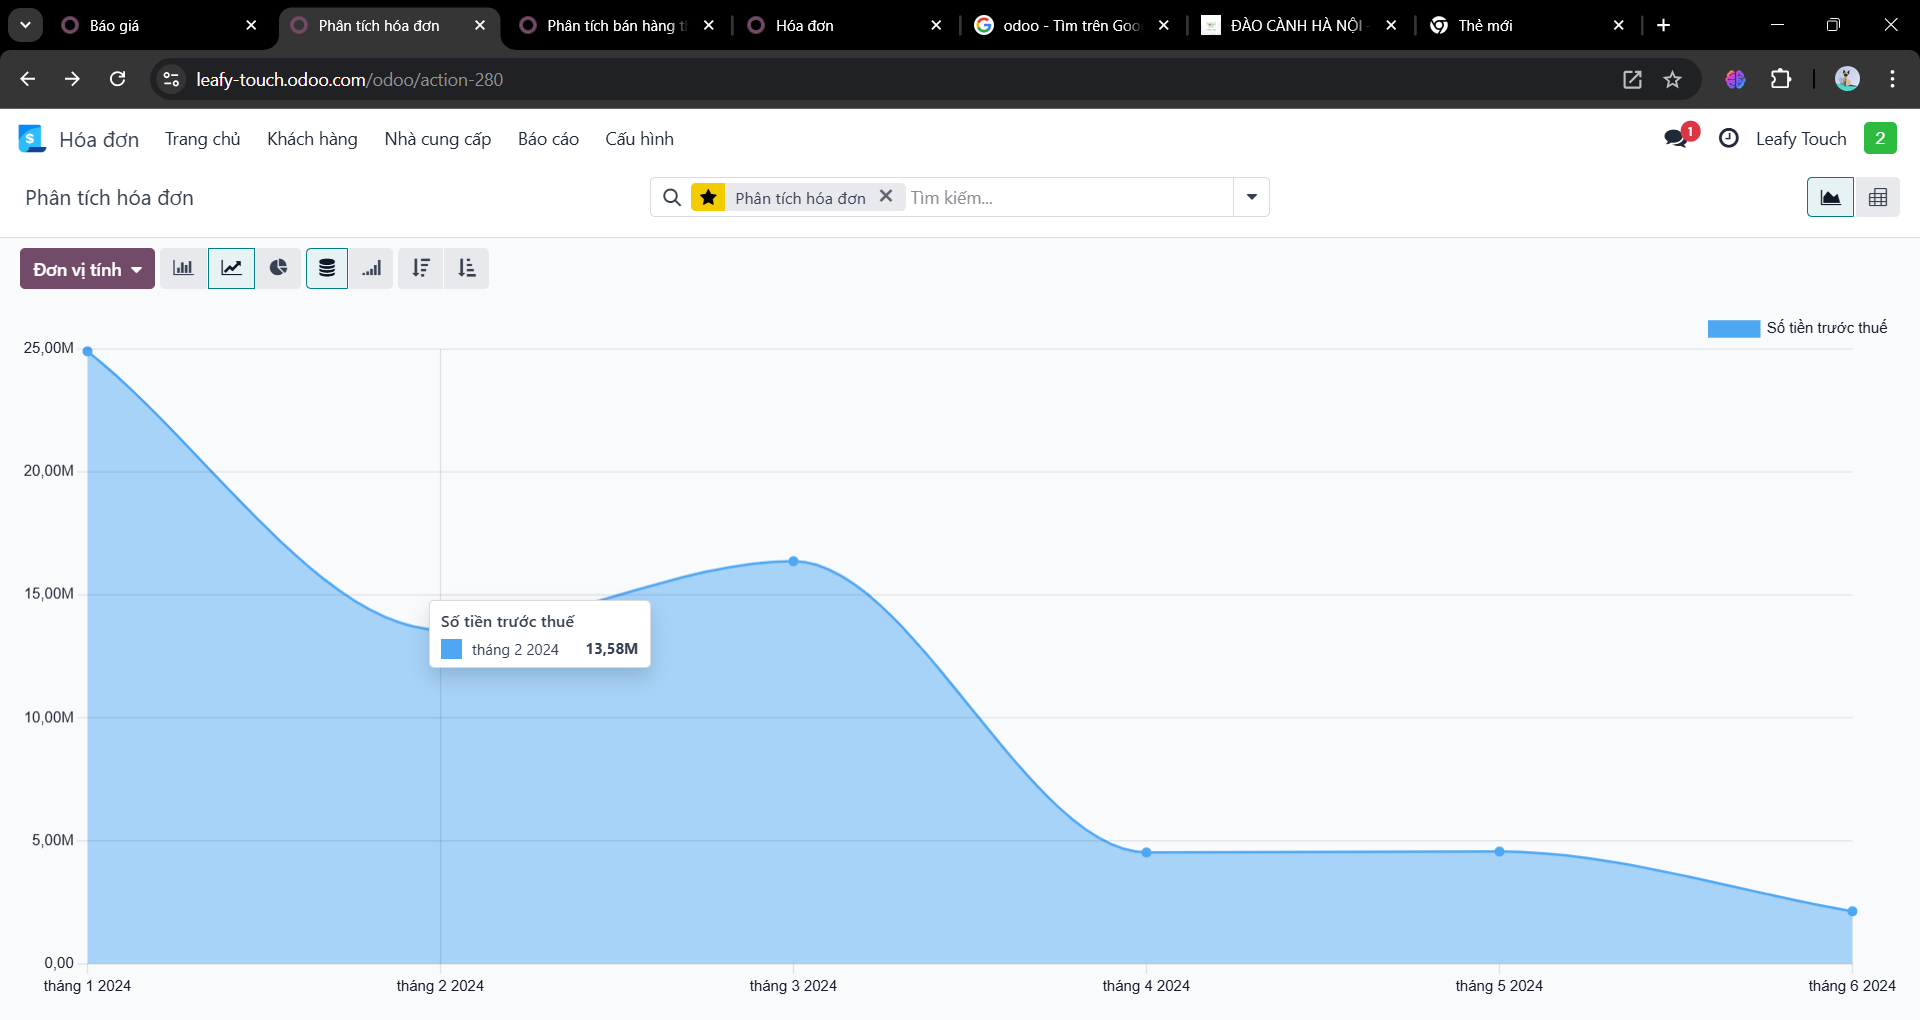 Báo giá
Phân tích hóa đơn
Phân tích bán hàng t
Hóa đơn
odoo - Tìm trên Goo
ĐÀO CÀNH HÀ NỘI -
Thẻ mới
leafy-touch.odoo.com/odoo/action-280
Hóa đơn Trang chủ Khách hàng Nhà cung cấp Báo cáo Cấu hình 1 Leafy Touch 2
Phân tích hóa đơn
Phân tích hóa đơn Tìm kiếm...
Đơn vị tính
Số tiền trước thuế
25,00M
20,00M
15,00M
Số tiền trước thuế
tháng 2 2024 13,58M
10,00M
5,00M
0,00
tháng 1 2024 tháng 2 2024 tháng 3 2024 tháng 4 2024 tháng 5 2024 tháng 6 2024